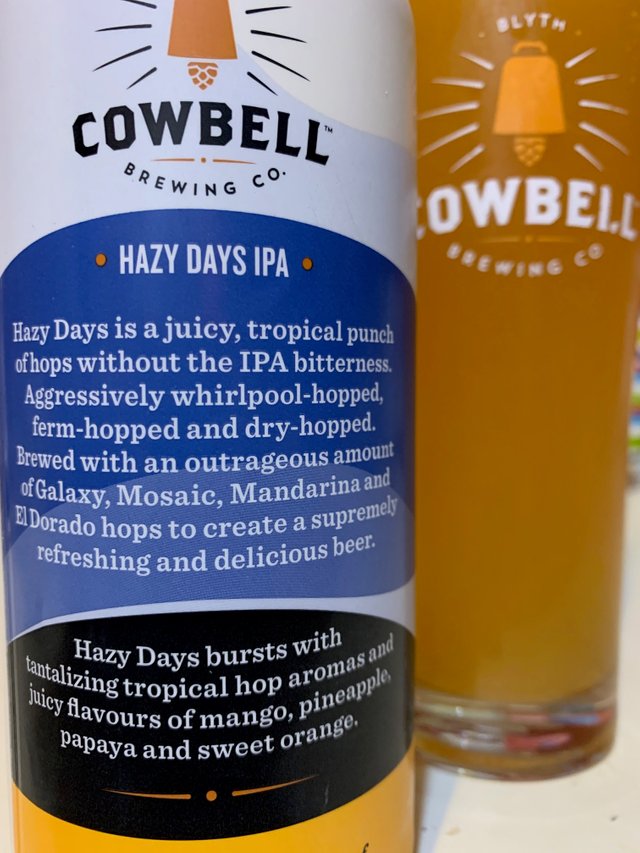 COWBELL™
BREWING CO.
• HAZY DAYS IPA •
Hazy Days is a juicy, tropical punch
of hops without the IPA bitterness.
Aggressively whirlpool-hopped,
ferm-hopped and dry-hopped.
Brewed with an outrageous amount
of Galaxy, Mosaic, Mandarina and
El Dorado hops to create a supremely
refreshing and delicious beer.
Hazy Days bursts with
tantalizing tropical hop aromas and
juicy flavours of mango, pineapple,
papaya and sweet orange.
BLYTH
COWBELL
BREWING CO